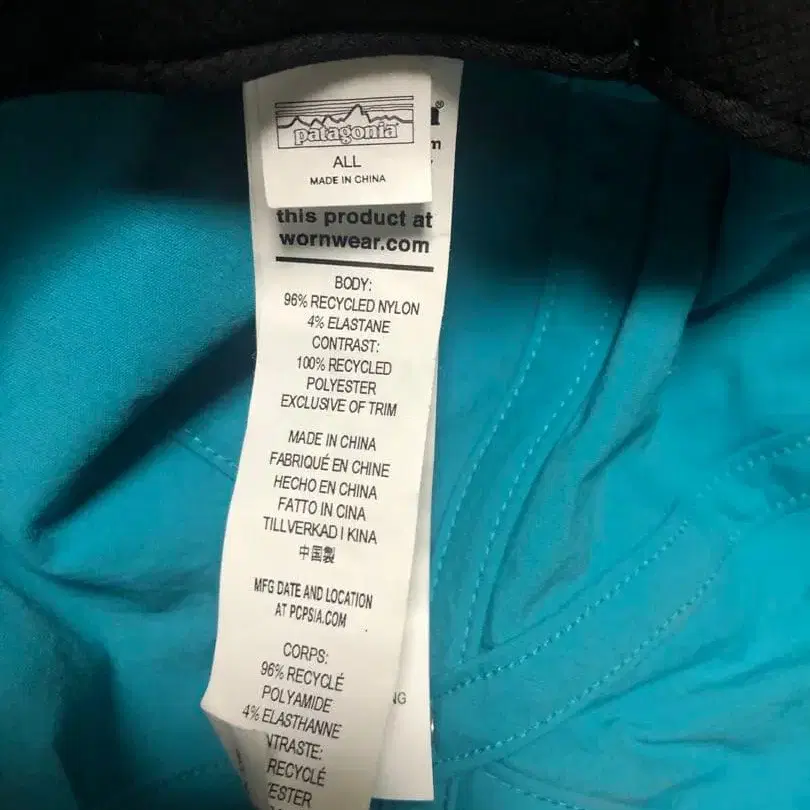 patagonia
ALL
MADE IN CHINA
this product at
wornwear.com
BODY:
96% RECYCLED NYLON
4% ELASTANE
CONTRAST:
100% RECYCLED
POLYESTER
EXCLUSIVE OF TRIM
MADE IN CHINA
FABRIQUÉ EN CHINE
HECHO EN CHINA
FATTO IN CINA
TILLVERKAD I KINA
中国製
MFG DATE AND LOCATION
AT PCPSIA.COM
CORPS:
96% RECYCLÉ
POLYAMIDE
4% ELASTHANNE
NTRASTE:
RECYCLÉ
ESTER